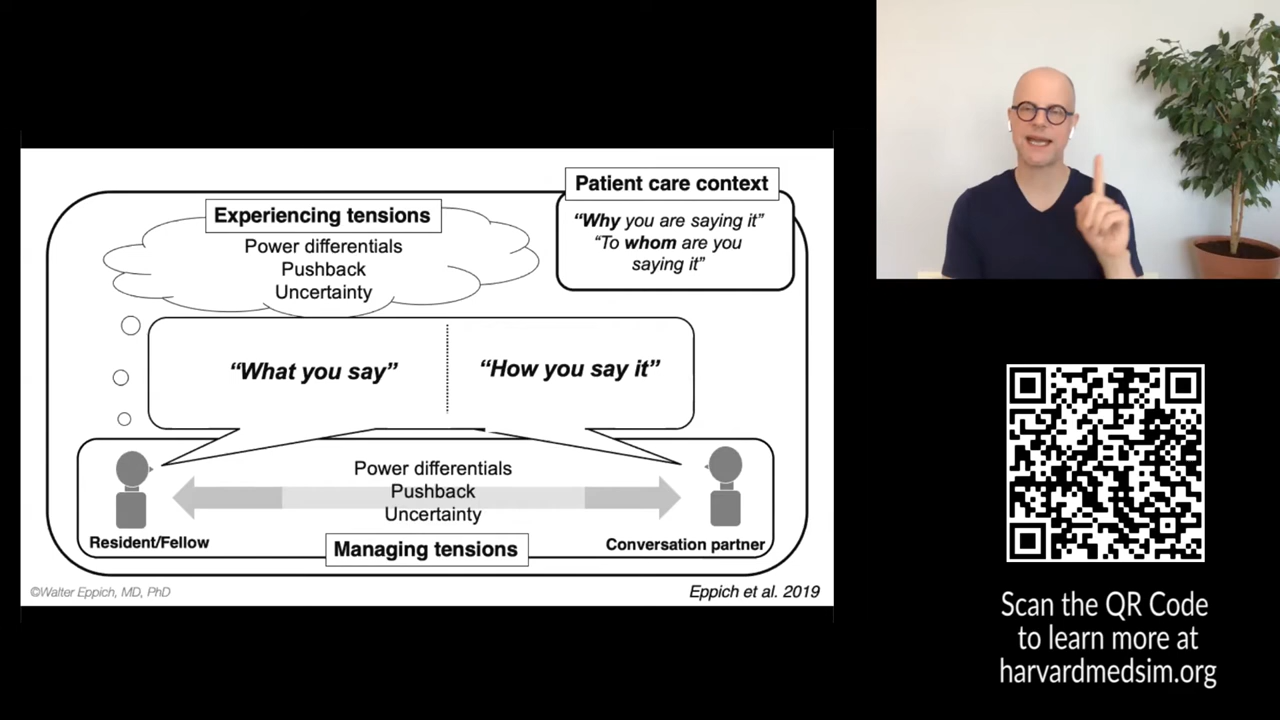 Patient care context
“Why you are saying it”
“To whom are you
saying it”
Experiencing tensions
Power differentials
Pushback
Uncertainty
“What you say”
“How you say it”
Power differentials
Pushback
Uncertainty
Resident/Fellow
Managing tensions
Conversation partner
©Walter Eppich, MD, PhD
Eppich et al. 2019
Scan the QR Code
to learn more at
harvardmedsim.org